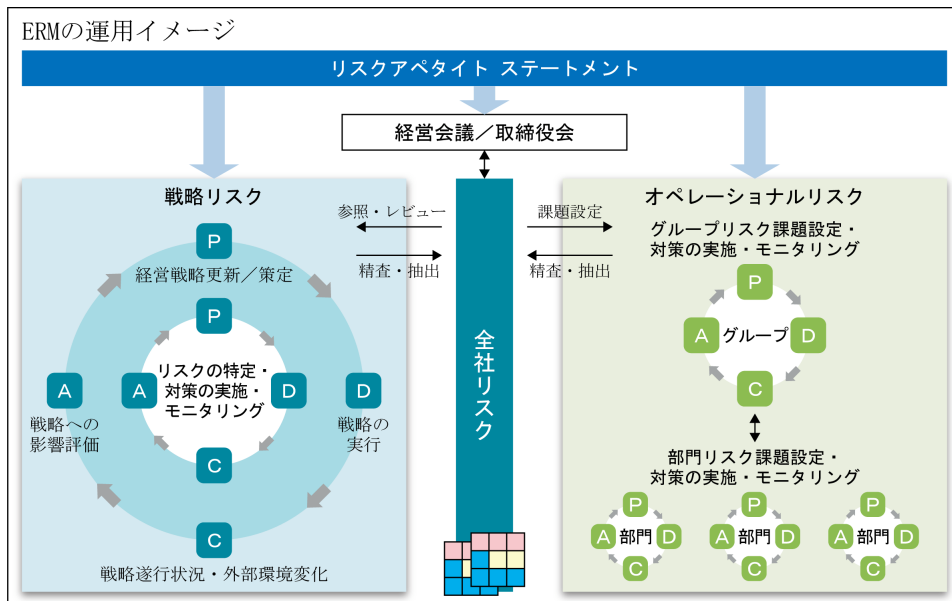 ERMの運用イメージ
リスクアペタイト ステートメント
経営会議／取締役会
戦略リスク
P
経営戦略更新／策定
P
A
A
リスクの特定・
対策の実施・
モニタリング
D
D
戦略への
影響評価
戦略の
実行
C
C
戦略遂行状況・外部環境変化
参照・レビュー
精査・抽出
全社リスク
課題設定
精査・抽出
オペレーショナルリスク
グループリスク課題設定・
対策の実施・モニタリング
P
A
グループ
D
C
部門リスク課題設定・
対策の実施・モニタリング
P
A
部門
D
C
P
A
部門
D
C
P
A
部門
D
C